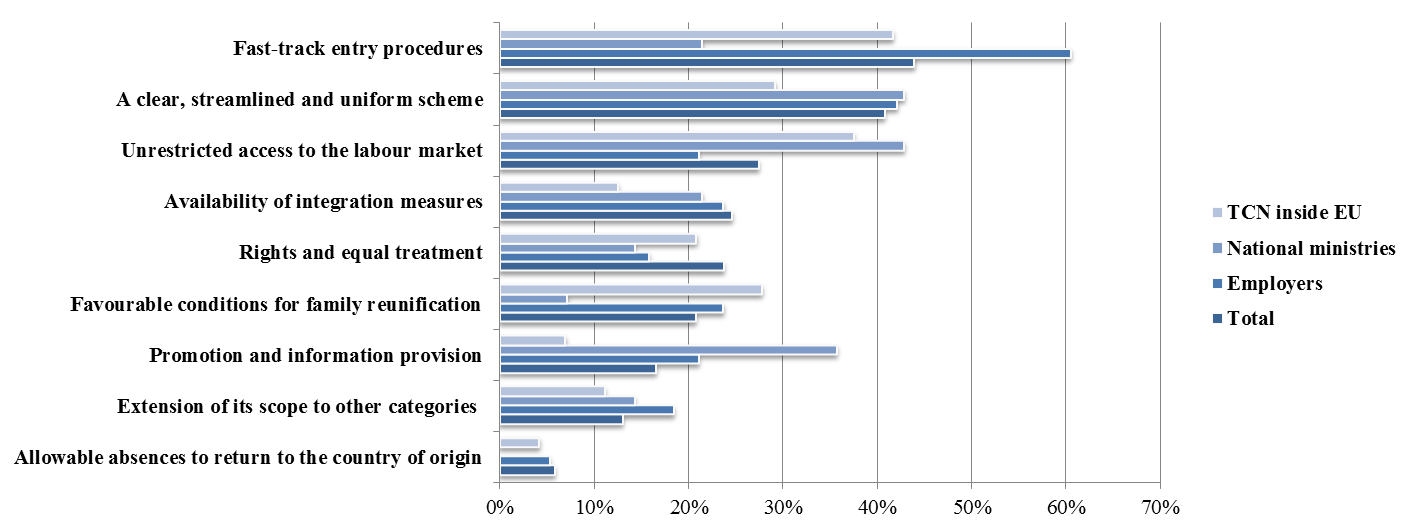 Fast-track entry procedures
A clear, streamlined and uniform scheme
Unrestricted access to the labour market
Availability of integration measures
Rights and equal treatment
Favourable conditions for family reunification
Promotion and information provision
Extension of its scope to other categories
Allowable absences to return to the country of origin
0% 10% 20% 30% 40% 50% 60% 70%
TCN inside EU
National ministries
Employers
Total